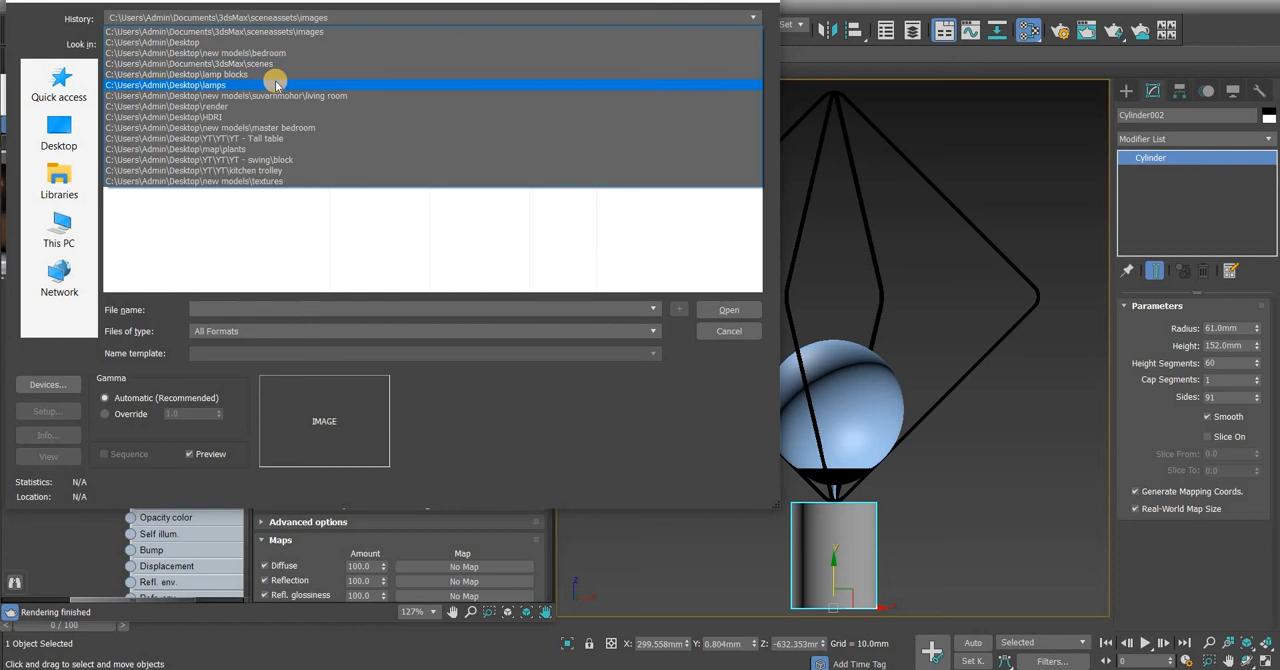 History: C:\Users\Admin\Documents\3dsMax\sceneassets\images
C:\Users\Admin\Documents\3dsMax\sceneassets\images
Look in: C:\Users\Admin\Desktop
C:\Users\Admin\Desktop\new models\bedroom
C:\Users\Admin\Documents\3dsMax\scenes
C:\Users\Admin\Desktop\lamp blocks
C:\Users\Admin\Desktop\lamps
C:\Users\Admin\Desktop\new models\suvarnmohor\living room
C:\Users\Admin\Desktop\render
C:\Users\Admin\Desktop\HDRI
C:\Users\Admin\Desktop\new models\master bedroom
C:\Users\Admin\Desktop\YT\YT\YT - Tall table
C:\Users\Admin\Desktop\map\plants
C:\Users\Admin\Desktop\YT\YT\YT - swing\block
C:\Users\Admin\Desktop\YT\YT\kitchen trolley
C:\Users\Admin\Desktop\new models\textures
Quick access
Desktop
Libraries
This PC
Network
File name:
Open
Files of type: All Formats
Cancel
Name template:
Devices...
Setup...
Info...
View
Gamma
Automatic (Recommended)
Override 1.0
Sequence Preview
IMAGE
Statistics: N/A
Location: N/A
Opacity color
Self illum.
Bump
Displacement
Refl. env.
Advanced options
Maps
Amount Map
Diffuse 100.0 No Map
Reflection 100.0 No Map
Refl. glossiness 100.0 No Map
Rendering finished
127%
Set
Cylinder002
Modifier List
Cylinder
Parameters
Radius: 61.0mm
Height: 152.0mm
Height Segments: 60
Cap Segments: 1
Sides: 91
Smooth
Slice On
Slice From: 0.0
Slice To: 0.0
Generate Mapping Coords.
Real-World Map Size
z
x
y
0 / 100
1 Object Selected
Click and drag to select and move objects
X: 299.558mm Y: 0.804mm Z: -632.353mm Grid = 10.0mm
Add Time Tag
Auto Selected
Set K. Filters...
0